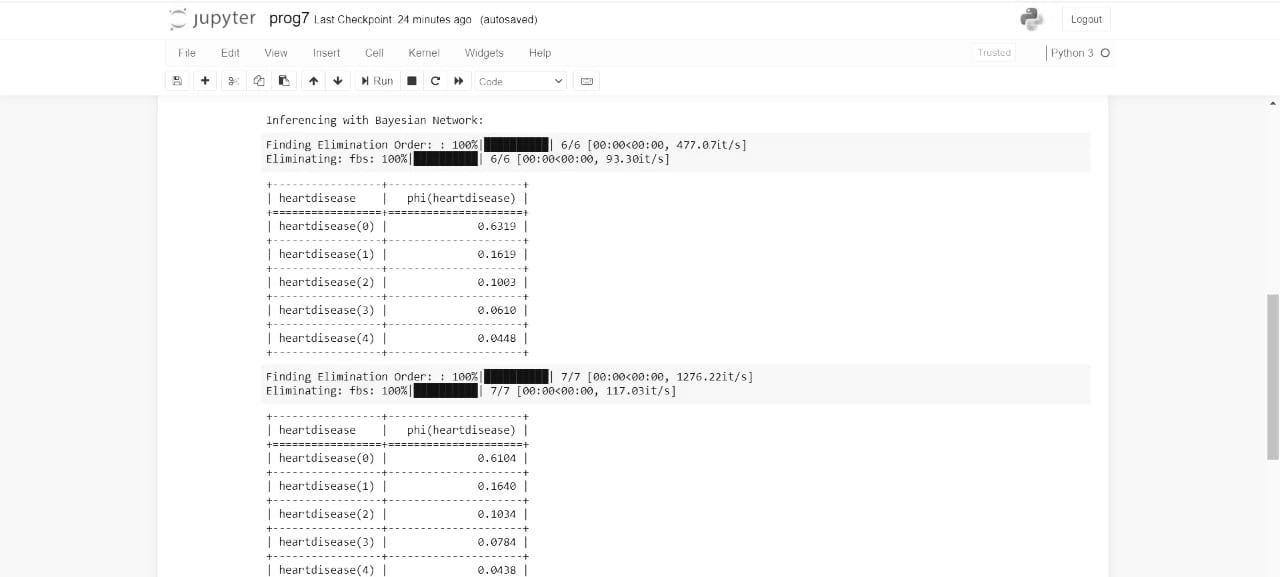 jupyter prog7 Last Checkpoint: 24 minutes ago (autosaved) Logout
File Edit View Insert Cell Kernel Widgets Help Trusted Python 3
Run Code
Inferencing with Bayesian Network:
Finding Elimination Order: : 100%|██████████| 6/6 [00:00<00:00, 477.07it/s]
Eliminating: fbs: 100%|██████████| 6/6 [00:00<00:00, 93.30it/s]
+-----------------+---------------------+
| heartdisease    |   phi(heartdisease) |
+=================+=====================+
| heartdisease(0) |              0.6319 |
+-----------------+---------------------+
| heartdisease(1) |              0.1619 |
+-----------------+---------------------+
| heartdisease(2) |              0.1003 |
+-----------------+---------------------+
| heartdisease(3) |              0.0610 |
+-----------------+---------------------+
| heartdisease(4) |              0.0448 |
+-----------------+---------------------+
Finding Elimination Order: : 100%|██████████| 7/7 [00:00<00:00, 1276.22it/s]
Eliminating: fbs: 100%|██████████| 7/7 [00:00<00:00, 117.03it/s]
+-----------------+---------------------+
| heartdisease    |   phi(heartdisease) |
+=================+=====================+
| heartdisease(0) |              0.6104 |
+-----------------+---------------------+
| heartdisease(1) |              0.1640 |
+-----------------+---------------------+
| heartdisease(2) |              0.1034 |
+-----------------+---------------------+
| heartdisease(3) |              0.0784 |
+-----------------+---------------------+
| heartdisease(4) |              0.0438 |